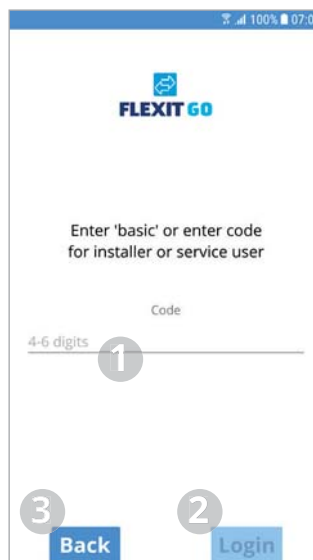 100% 07:0
FLEXIT GO
Enter 'basic' or enter code
for installer or service user
Code
4-6 digits
1
3
2
Back
Login